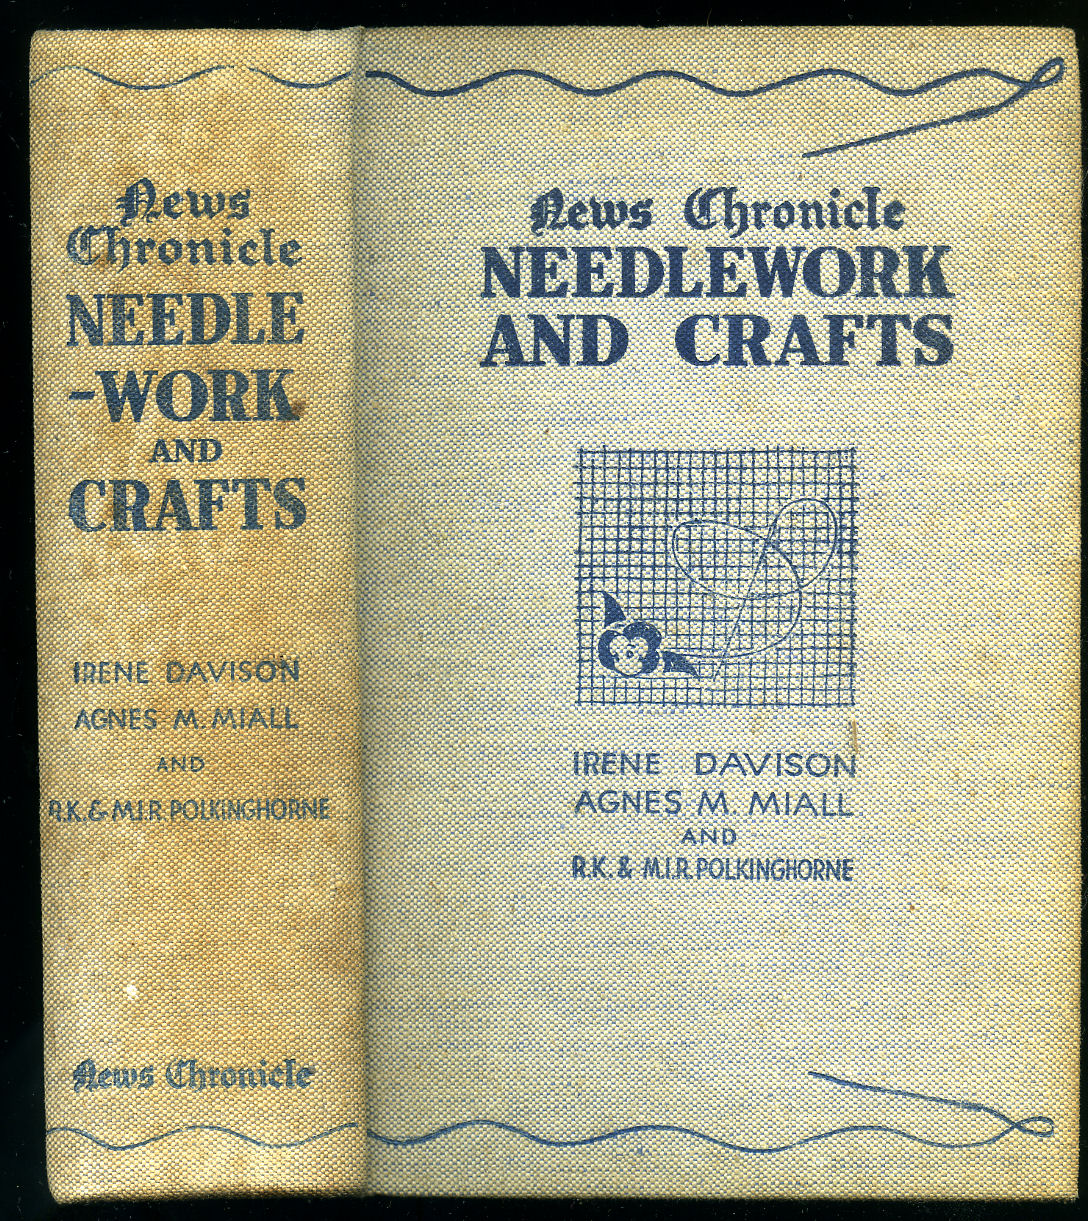 News
Chronicle
NEEDLE
-WORK
AND
CRAFTS
IRENE DAVISON
AGNES M. MIALL
AND
R.K. & M.I.R. POLKINGHORNE
News Chronicle
News Chronicle
NEEDLEWORK
AND CRAFTS
IRENE DAVISON
AGNES M. MIALL
AND
R.K. & M.I.R. POLKINGHORNE